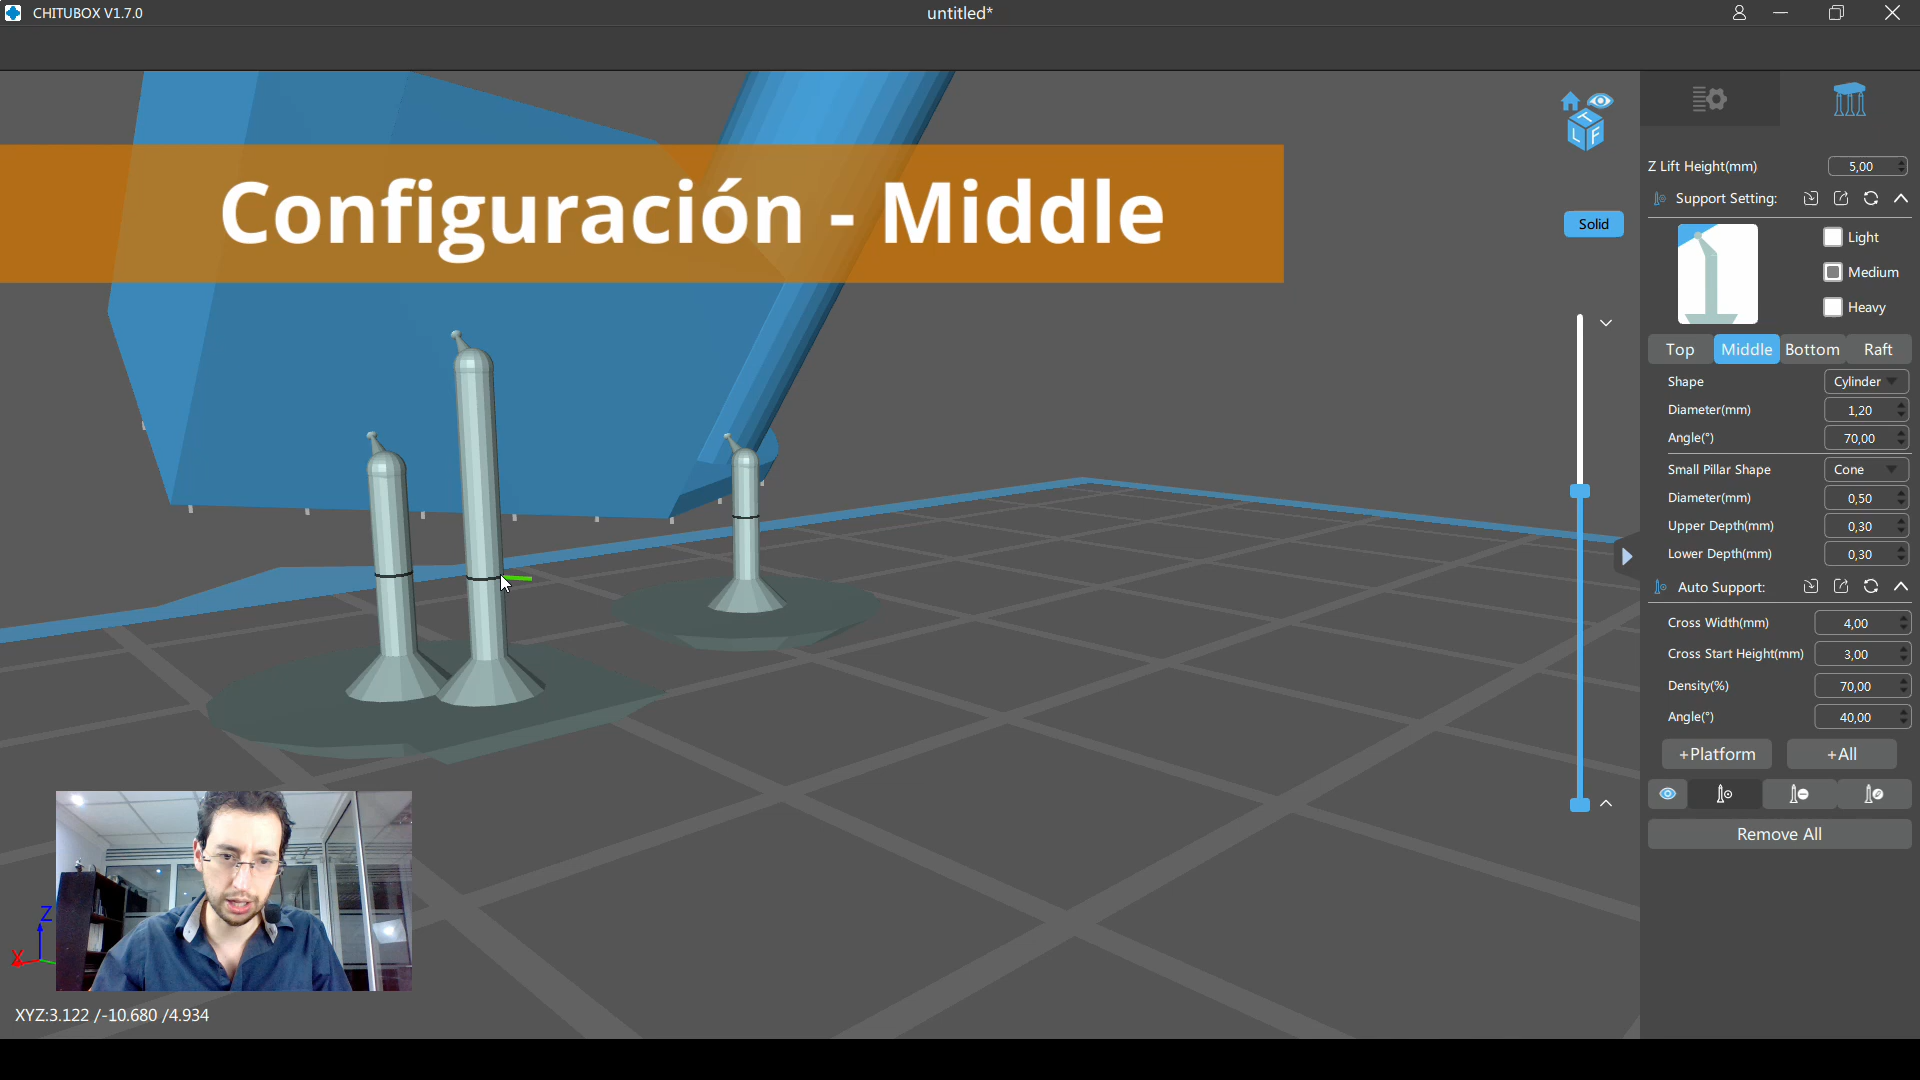 CHITUBOX V1.7.0
untitled*
Configuración - Middle
T
L F
Solid
Z Lift Height(mm) 5,00
Support Setting:
Light
Medium
Heavy
Top Middle Bottom Raft
Shape Cylinder
Diameter(mm) 1,20
Angle(°) 70,00
Small Pillar Shape Cone
Diameter(mm) 0,50
Upper Depth(mm) 0,30
Lower Depth(mm) 0,30
Auto Support:
Cross Width(mm) 4,00
Cross Start Height(mm) 3,00
Density(%) 70,00
Angle(°) 40,00
+Platform +All
Remove All
Z
X
XYZ:3.122 /-10.680 /4.934